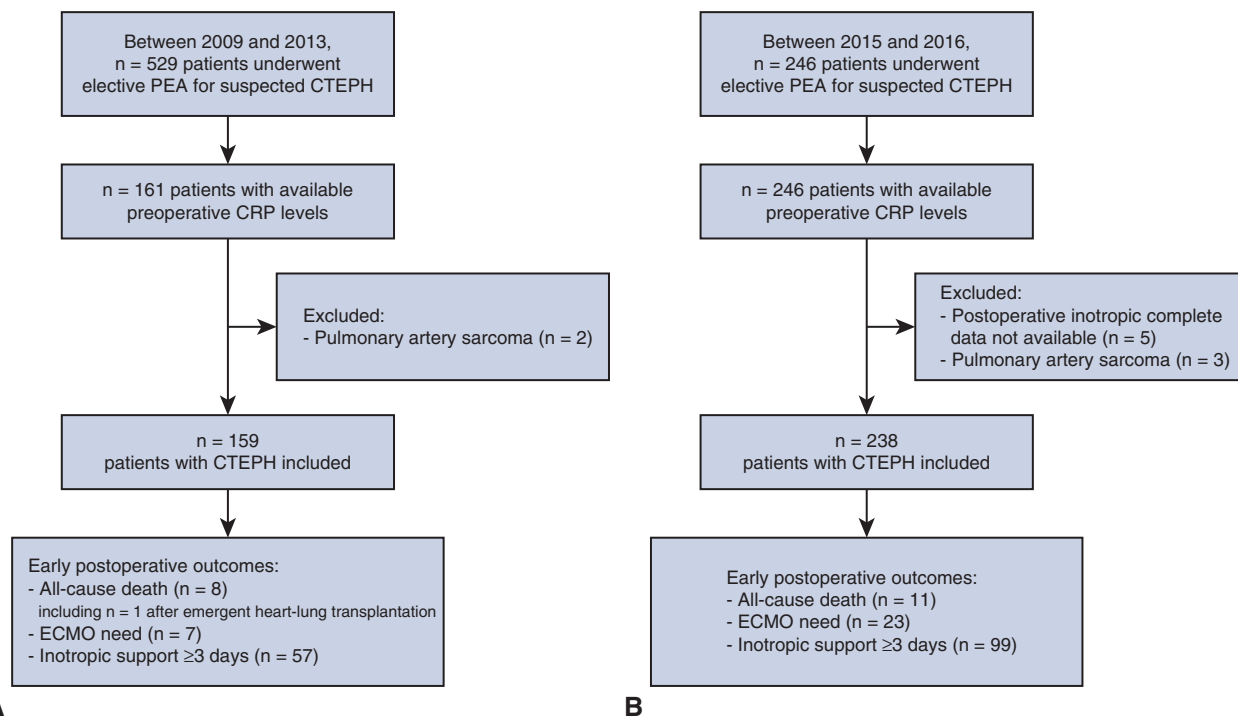 Between 2009 and 2013,
n = 529 patients underwent
elective PEA for suspected CTEPH
n = 161 patients with available
preoperative CRP levels
Excluded:
- Pulmonary artery sarcoma (n = 2)
n = 159
patients with CTEPH included
Early postoperative outcomes:
- All-cause death (n = 8)
including n = 1 after emergent heart-lung transplantation
- ECMO need (n = 7)
- Inotropic support ≥3 days (n = 57)
Between 2015 and 2016,
n = 246 patients underwent
elective PEA for suspected CTEPH
n = 246 patients with available
preoperative CRP levels
Excluded:
- Postoperative inotropic complete
data not available (n = 5)
- Pulmonary artery sarcoma (n = 3)
n = 238
patients with CTEPH included
Early postoperative outcomes:
- All-cause death (n = 11)
- ECMO need (n = 23)
- Inotropic support ≥3 days (n = 99)
B